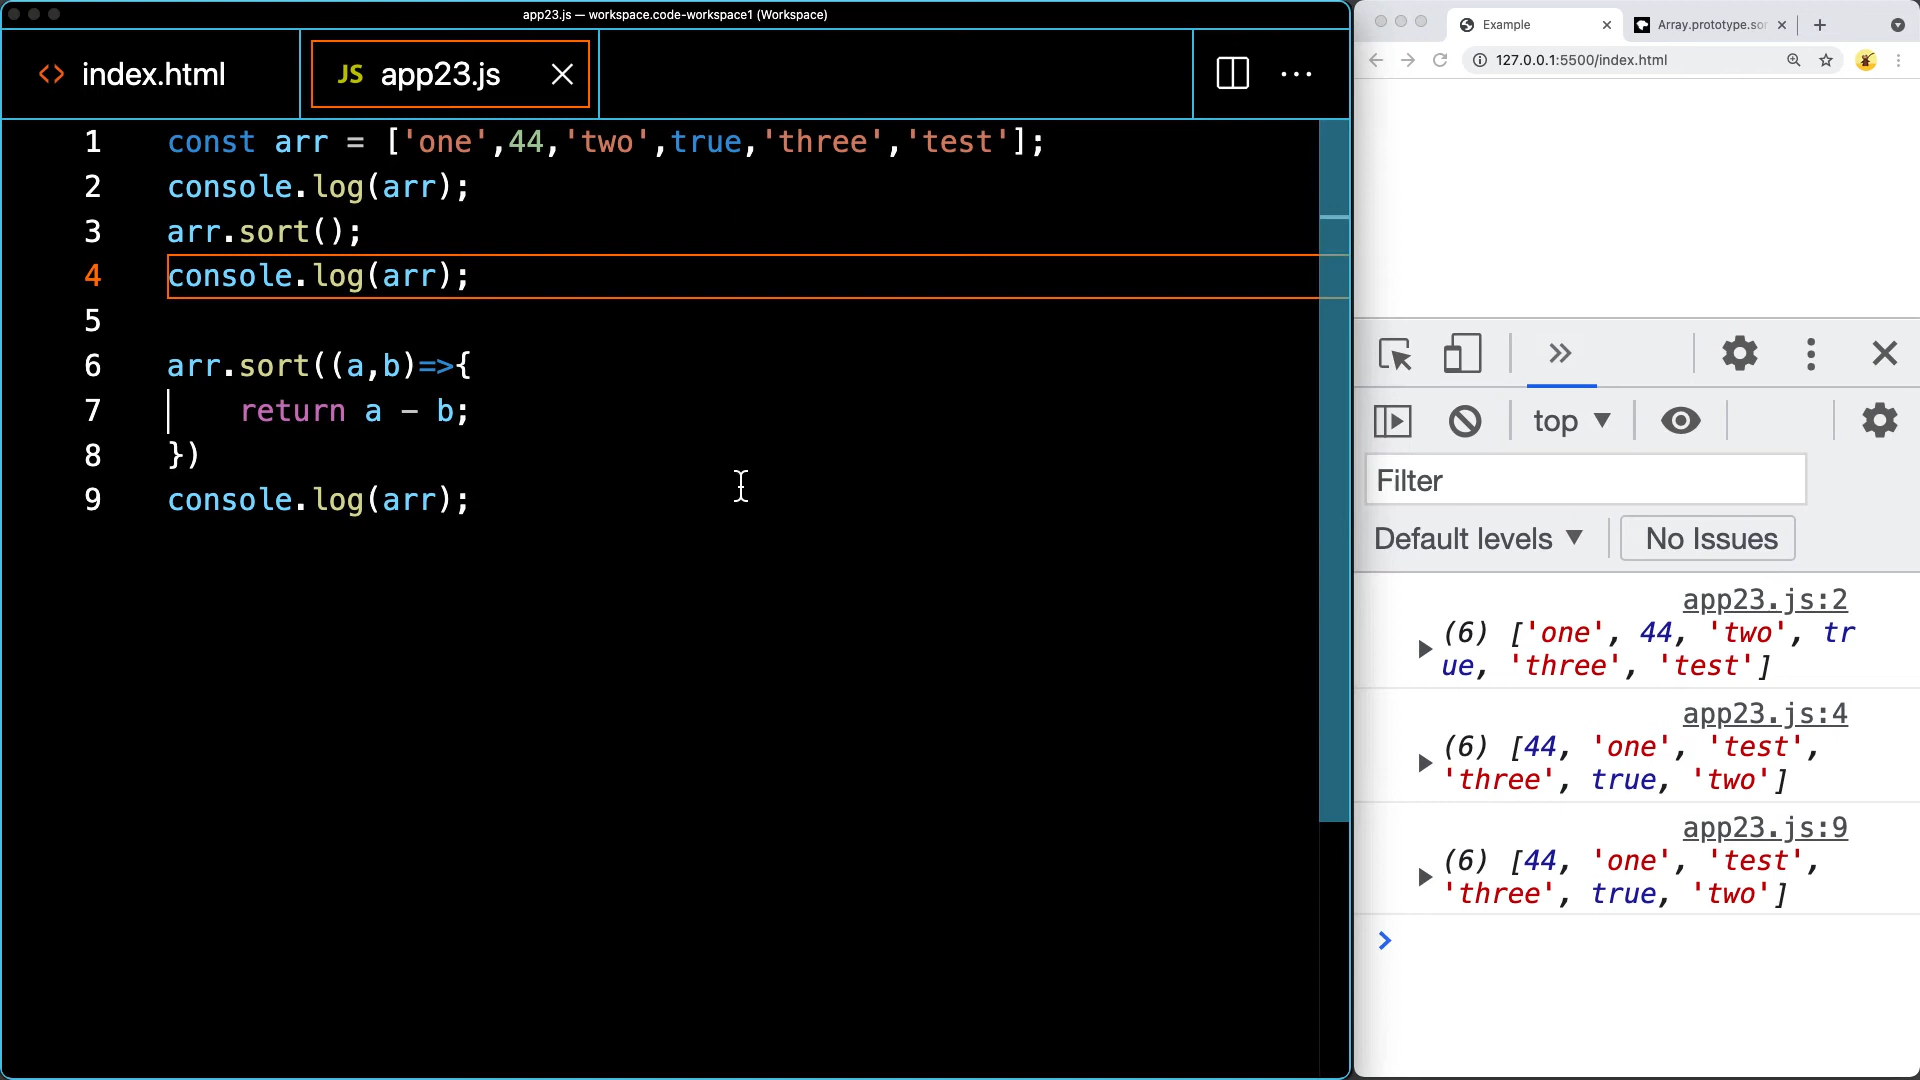 app23.js — workspace.code-workspace1 (Workspace)
<> index.html
JS app23.js
1 const arr = ['one',44,'two',true,'three','test'];
2 console.log(arr);
3 arr.sort();
4 console.log(arr);
5
6 arr.sort((a,b)=>{
7 return a - b;
8 })
9 console.log(arr);
Example
Array.prototype.sor
127.0.0.1:5500/index.html
top
Filter
Default levels
No Issues
app23.js:2
(6) ['one', 44, 'two', tr
ue, 'three', 'test']
app23.js:4
(6) [44, 'one', 'test',
'three', true, 'two']
app23.js:9
(6) [44, 'one', 'test',
'three', true, 'two']